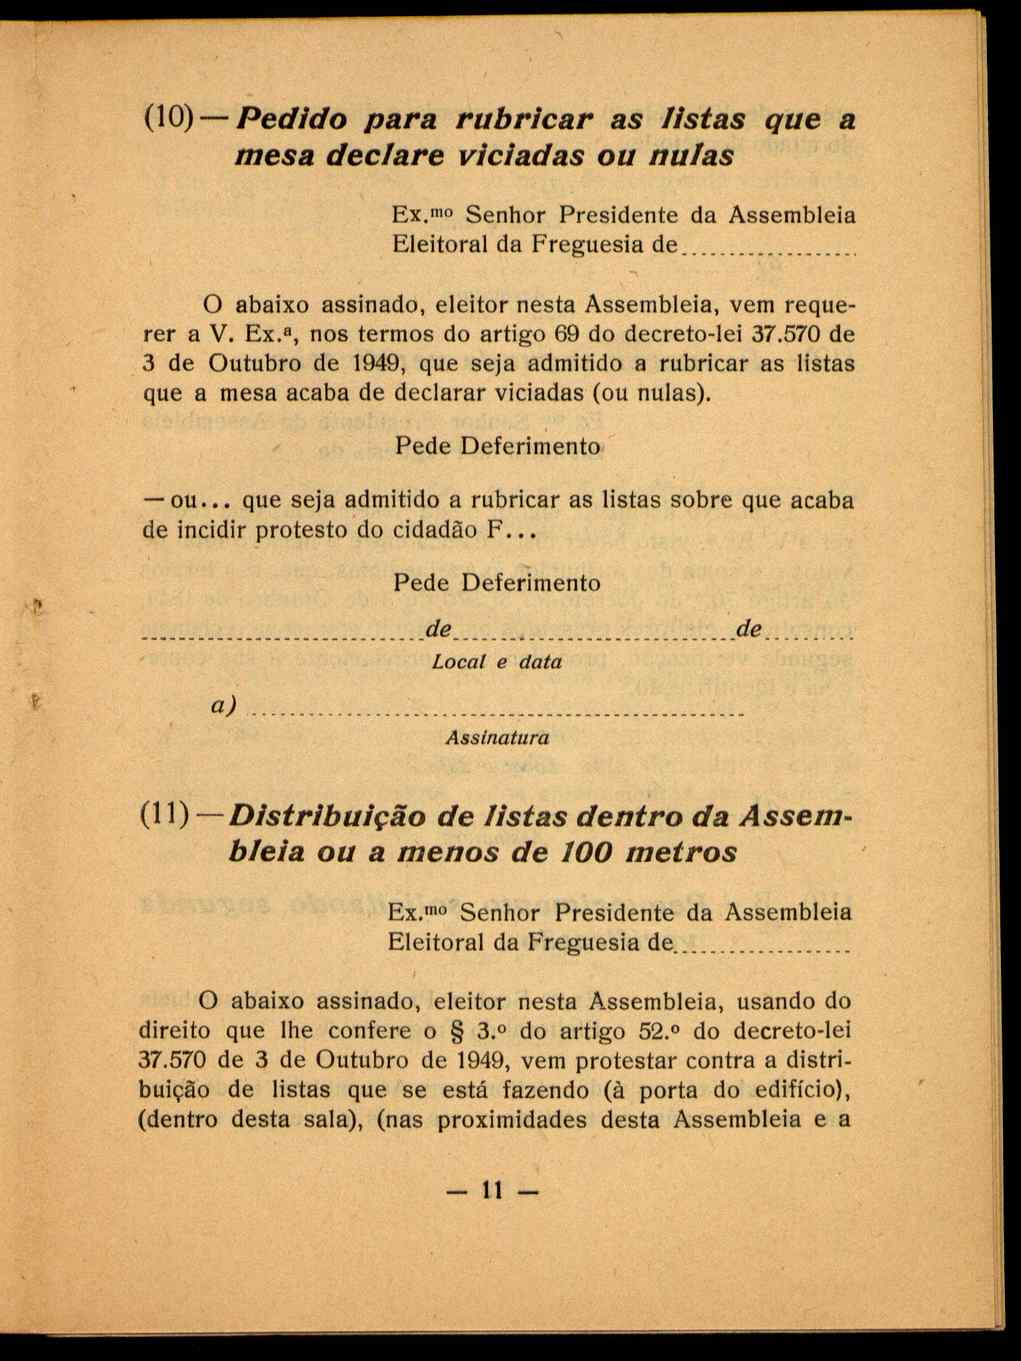 (10) — Pedido para rubricar as listas que a
mesa declare viciadas ou nulas
Ex.mo Senhor Presidente da Assembleia
Eleitoral da Freguesia de...................
O abaixo assinado, eleitor nesta Assembleia, vem reque-
rer a V. Ex.ª, nos termos do artigo 69 do decreto-lei 37.570 de
3 de Outubro de 1949, que seja admitido a rubricar as listas
que a mesa acaba de declarar viciadas (ou nulas).
Pede Deferimento
— ou... que seja admitido a rubricar as listas sobre que acaba
de incidir protesto do cidadão F...
Pede Deferimento
..............................de..............................de..........
Local e data
a) .....................................................
Assinatura
(11) — Distribuição de listas dentro da Assem-
bleia ou a menos de 100 metros
Ex.mo Senhor Presidente da Assembleia
Eleitoral da Freguesia de...................
O abaixo assinado, eleitor nesta Assembleia, usando do
direito que lhe confere o § 3.º do artigo 52.º do decreto-lei
37.570 de 3 de Outubro de 1949, vem protestar contra a distri-
buição de listas que se está fazendo (à porta do edifício),
(dentro desta sala), (nas proximidades desta Assembleia e a
— 11 —